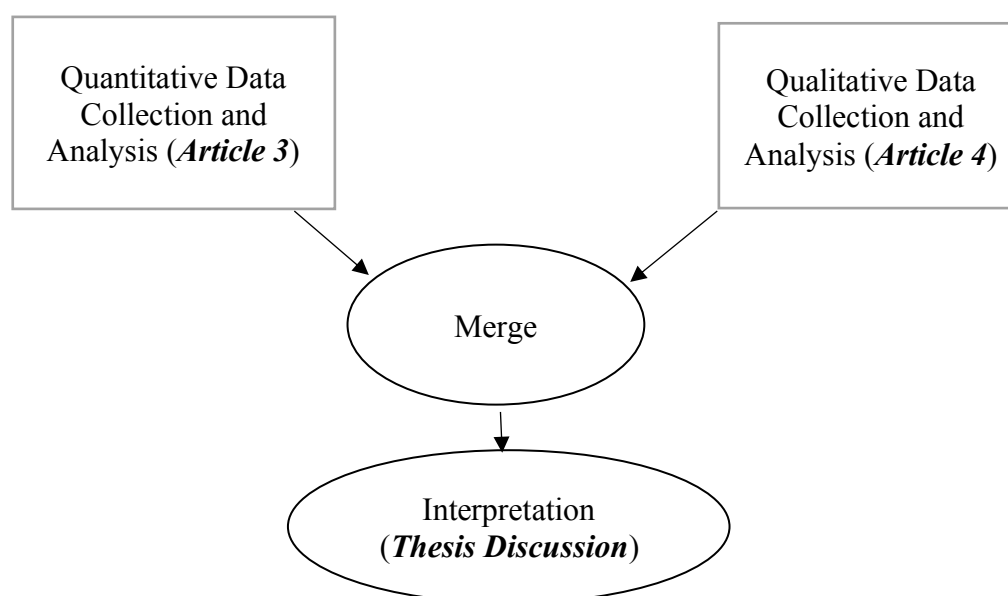 Quantitative Data
Collection and
Analysis (Article 3)
Qualitative Data
Collection and
Analysis (Article 4)
Merge
Interpretation
(Thesis Discussion)